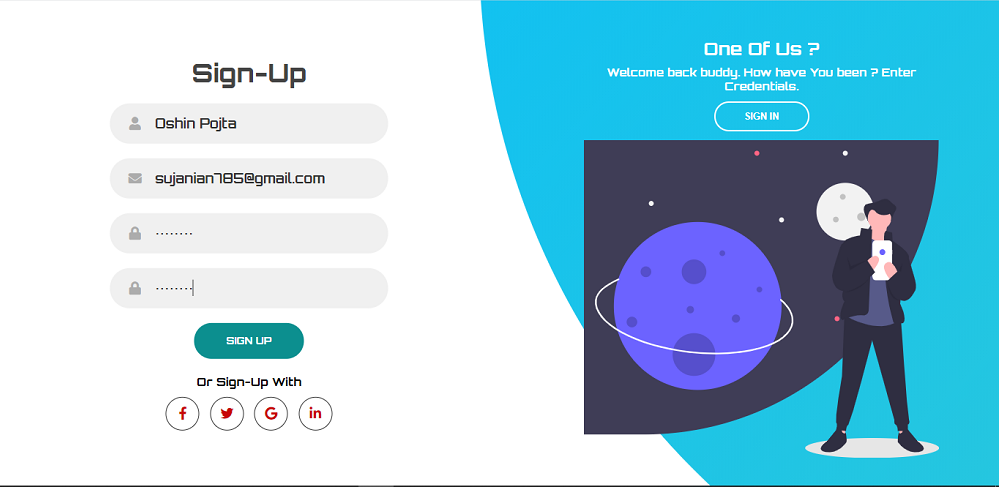 Sign-Up
Oshin Pojta
sujanian785@gmail.com
········
········
SIGN UP
Or Sign-Up With
One Of Us ?
Welcome back buddy. How have You been ? Enter
Credentials.
SIGN IN